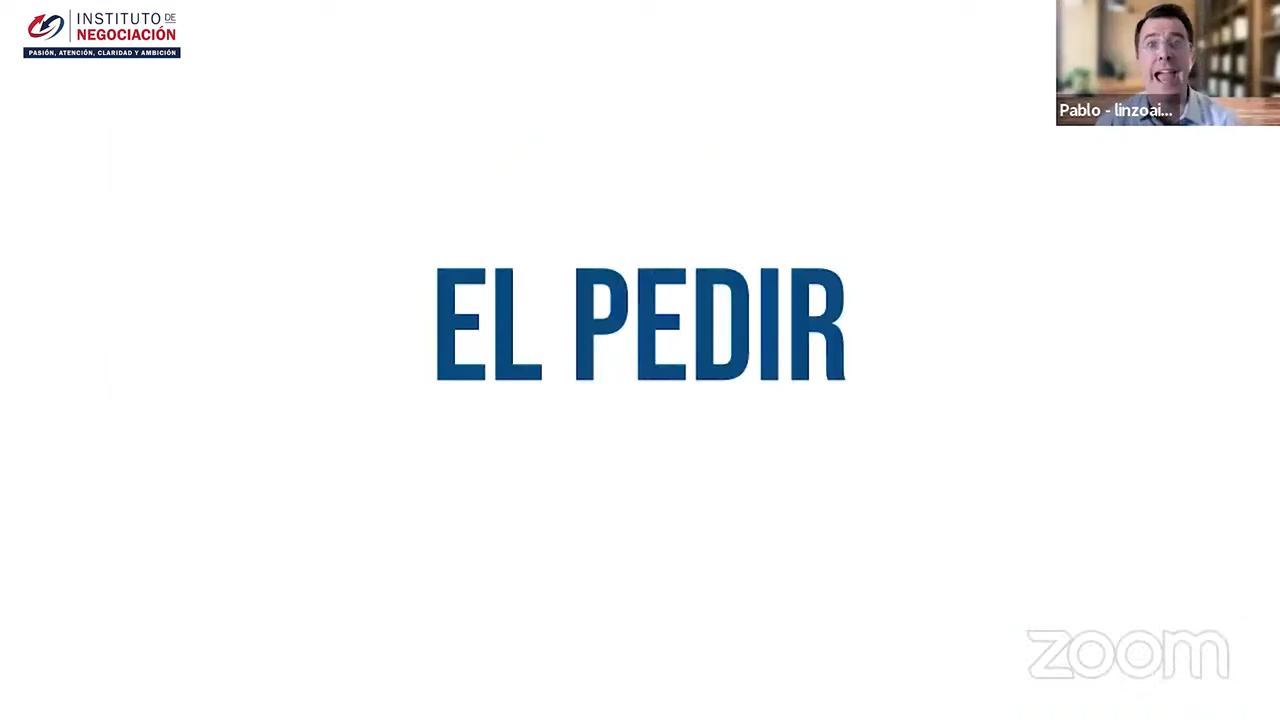 INSTITUTO DE
NEGOCIACIÓN
PASIÓN, ATENCIÓN, CLARIDAD Y AMBICIÓN
Pablo - linzoai...
EL PEDIR
zoom